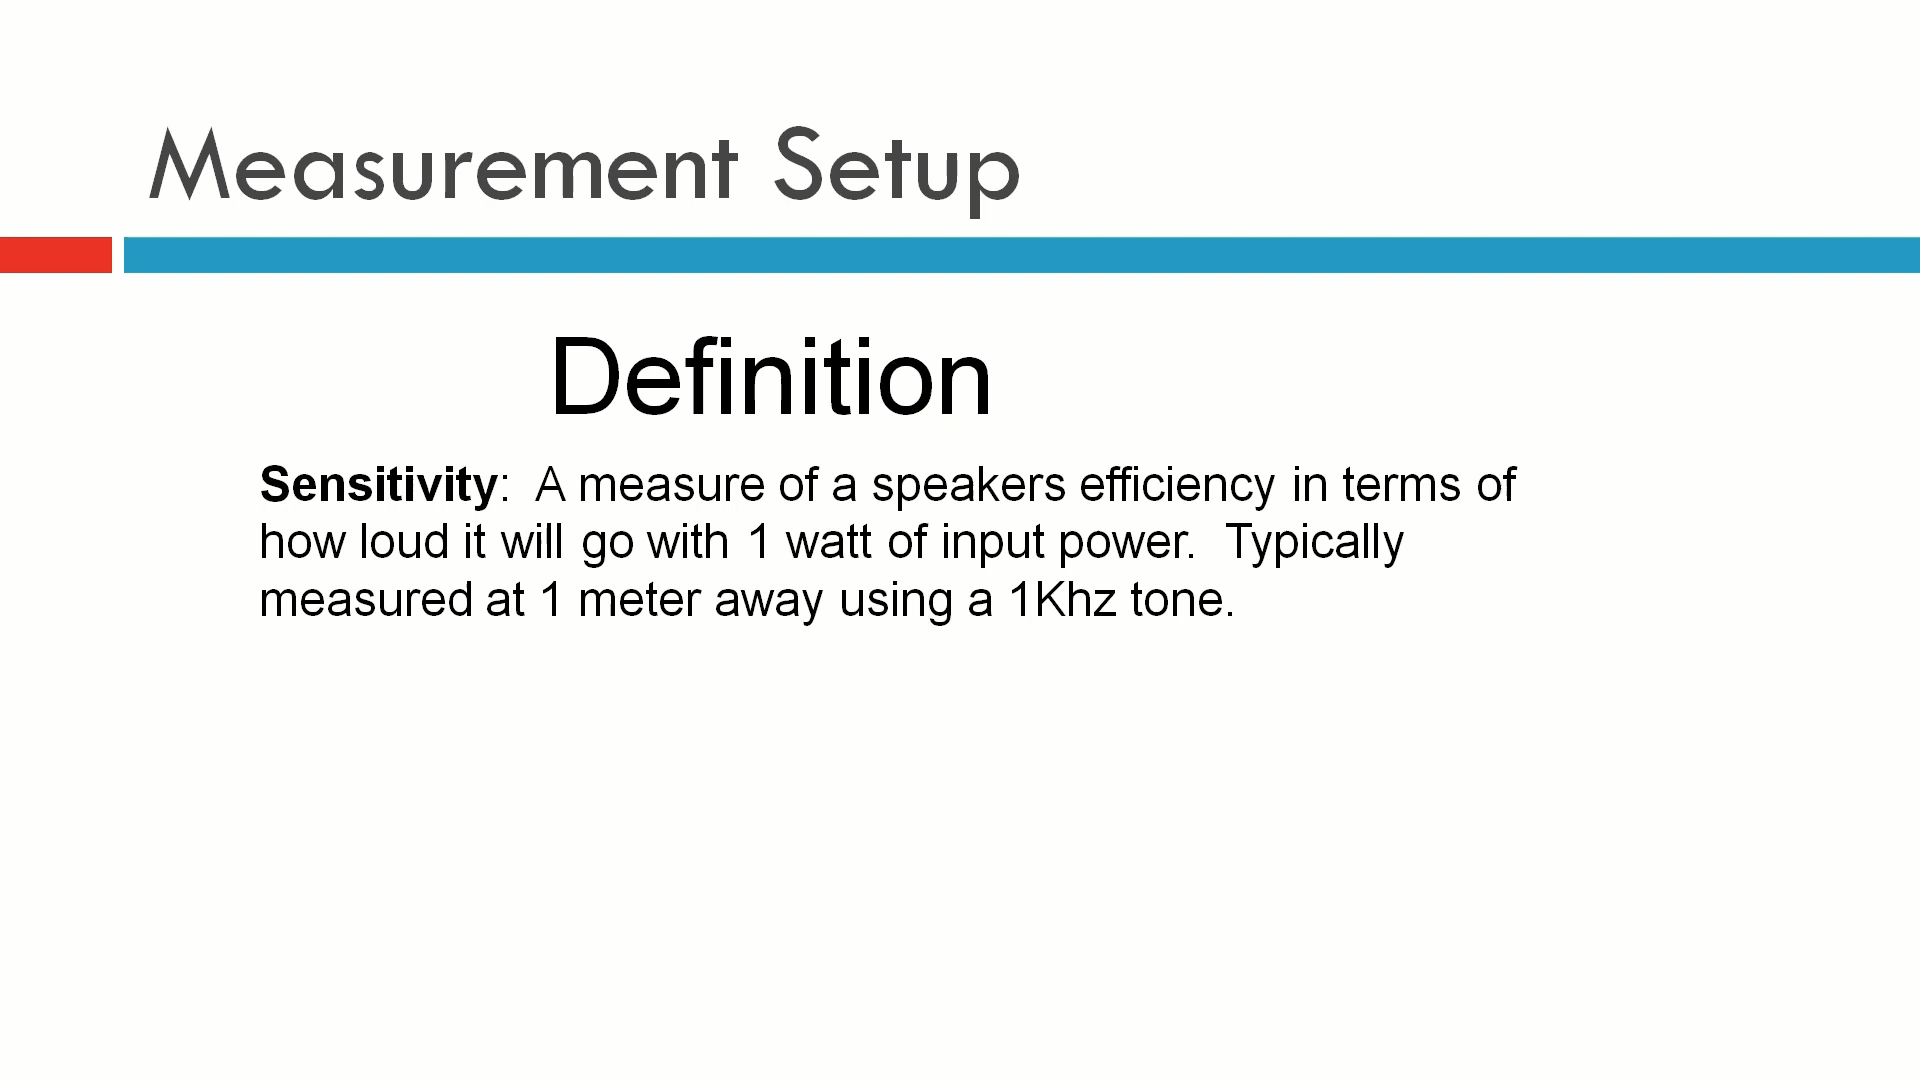 Measurement Setup
Definition
Sensitivity:  A measure of a speakers efficiency in terms of
how loud it will go with 1 watt of input power.  Typically
measured at 1 meter away using a 1Khz tone.